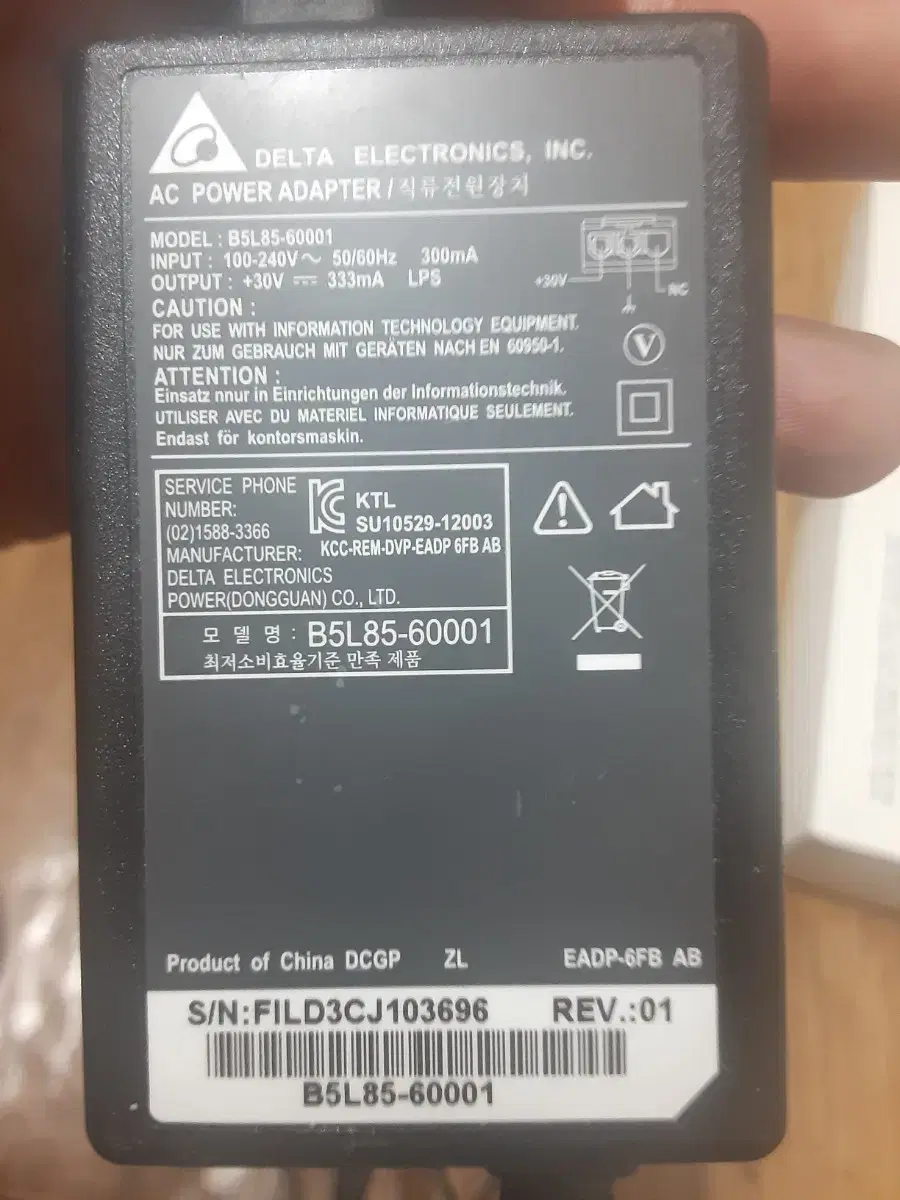 DELTA ELECTRONICS, INC.
AC POWER ADAPTER / 직류전원장치
MODEL : B5L85-60001
INPUT : 100-240V~ 50/60Hz 300mA
OUTPUT : +30V ⎓ 333mA LPS
+30V
NC
CAUTION :
FOR USE WITH INFORMATION TECHNOLOGY EQUIPMENT.
NUR ZUM GEBRAUCH MIT GERÄTEN NACH EN 60950-1.
V
ATTENTION :
Einsatz nnur in Einrichtungen der Informationstechnik.
UTILISER AVEC DU MATERIEL INFORMATIQUE SEULEMENT.
Endast för kontorsmaskin.
SERVICE PHONE
NUMBER:
(02)1588-3366
KTL
SU10529-12003
KCC-REM-DVP-EADP 6FB AB
MANUFACTURER:
DELTA ELECTRONICS
POWER(DONGGUAN) CO., LTD.
모 델 명 : B5L85-60001
최저소비효율기준 만족 제품
Product of China DCGP ZL EADP-6FB AB
S/N:FILD3CJ103696 REV.:01
B5L85-60001